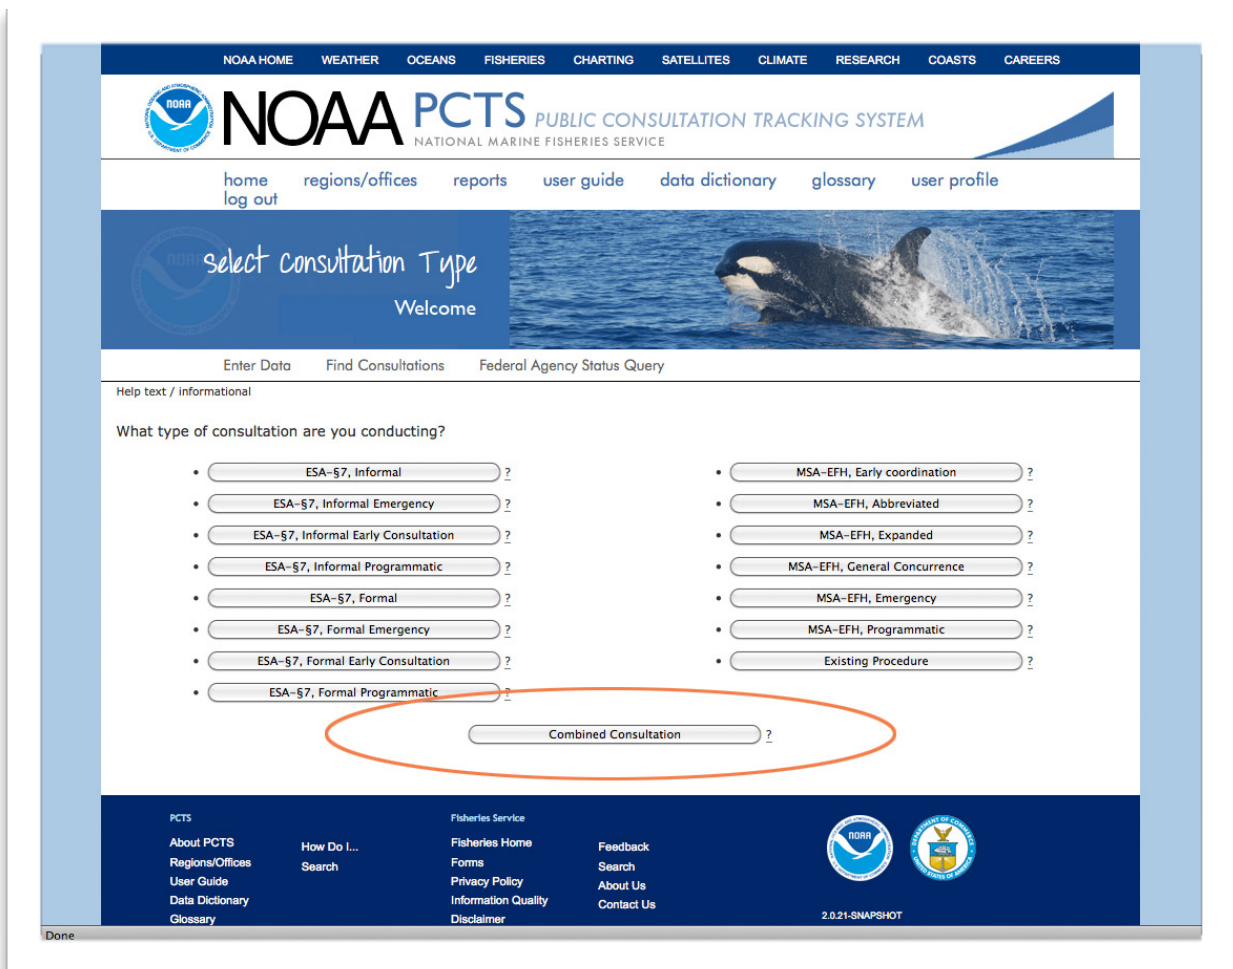 NOAA HOME WEATHER OCEANS FISHERIES CHARTING SATELLITES CLIMATE RESEARCH COASTS CAREERS
NOAA
NOAA PCTS PUBLIC CONSULTATION TRACKING SYSTEM
NATIONAL MARINE FISHERIES SERVICE
home regions/offices reports user guide data dictionary glossary user profile
log out
Select Consultation Type
Welcome
Enter Data Find Consultations Federal Agency Status Query
Help text / informational
What type of consultation are you conducting?
• ESA-§7, Informal ?
• ESA-§7, Informal Emergency ?
• ESA-§7, Informal Early Consultation ?
• ESA-§7, Informal Programmatic ?
• ESA-§7, Formal ?
• ESA-§7, Formal Emergency ?
• ESA-§7, Formal Early Consultation ?
• ESA-§7, Formal Programmatic ?
• MSA-EFH, Early coordination ?
• MSA-EFH, Abbreviated ?
• MSA-EFH, Expanded ?
• MSA-EFH, General Concurrence ?
• MSA-EFH, Emergency ?
• MSA-EFH, Programmatic ?
• Existing Procedure ?
Combined Consultation ?
PCTS
About PCTS
Regions/Offices
User Guide
Data Dictionary
Glossary
How Do I...
Search
Fisheries Service
Fisheries Home
Forms
Privacy Policy
Information Quality
Disclaimer
Feedback
Search
About Us
Contact Us
NOAA
DEPARTMENT OF COMMERCE
UNITED STATES OF AMERICA
2.0.21-SNAPSHOT
Done